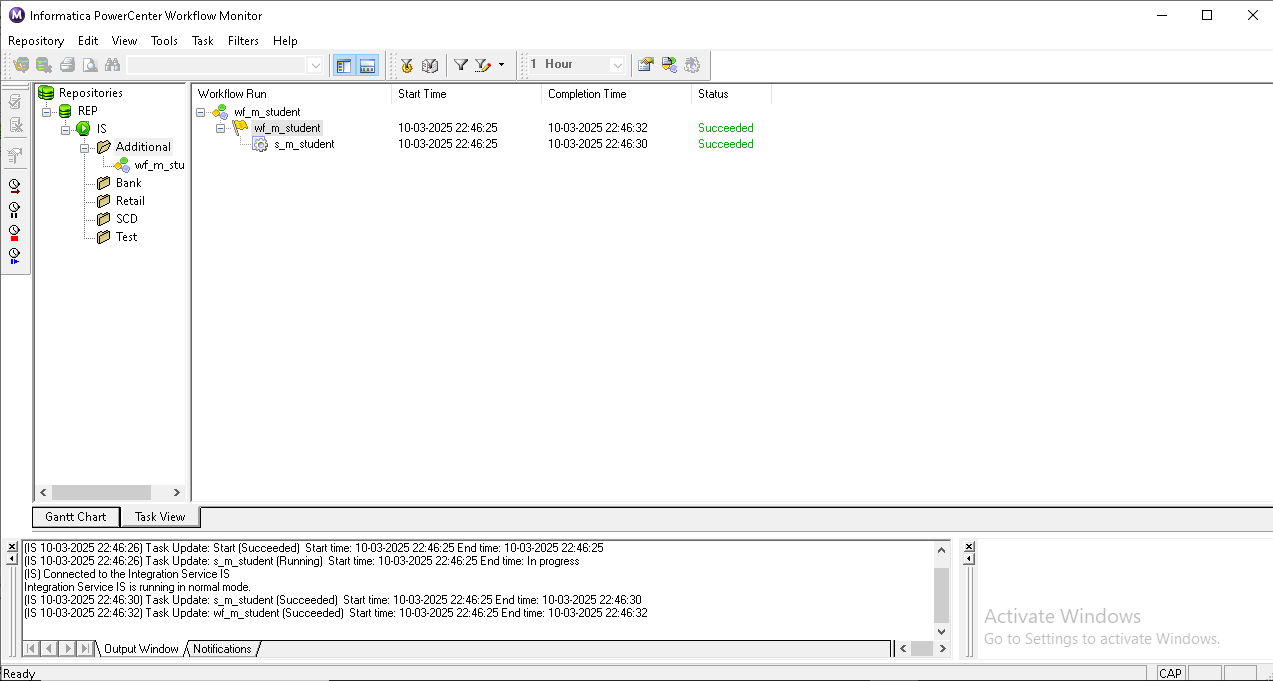 Informatica PowerCenter Workflow Monitor
Repository Edit View Tools Task Filters Help
1 Hour
Repositories
REP
IS
Additional
wf_m_stu
Bank
Retail
SCD
Test
Workflow Run Start Time Completion Time Status
wf_m_student
wf_m_student 10-03-2025 22:46:25 10-03-2025 22:46:32 Succeeded
s_m_student 10-03-2025 22:46:25 10-03-2025 22:46:30 Succeeded
Gantt Chart Task View
(IS 10-03-2025 22:46:26) Task Update: Start (Succeeded) Start time: 10-03-2025 22:46:25 End time: 10-03-2025 22:46:25
(IS 10-03-2025 22:46:26) Task Update: s_m_student (Running) Start time: 10-03-2025 22:46:25 End time: In progress
(IS) Connected to the Integration Service IS
Integration Service IS is running in normal mode.
(IS 10-03-2025 22:46:30) Task Update: s_m_student (Succeeded) Start time: 10-03-2025 22:46:25 End time: 10-03-2025 22:46:30
(IS 10-03-2025 22:46:32) Task Update: wf_m_student (Succeeded) Start time: 10-03-2025 22:46:25 End time: 10-03-2025 22:46:32
Output Window Notifications
Activate Windows
Go to Settings to activate Windows.
Ready CAP